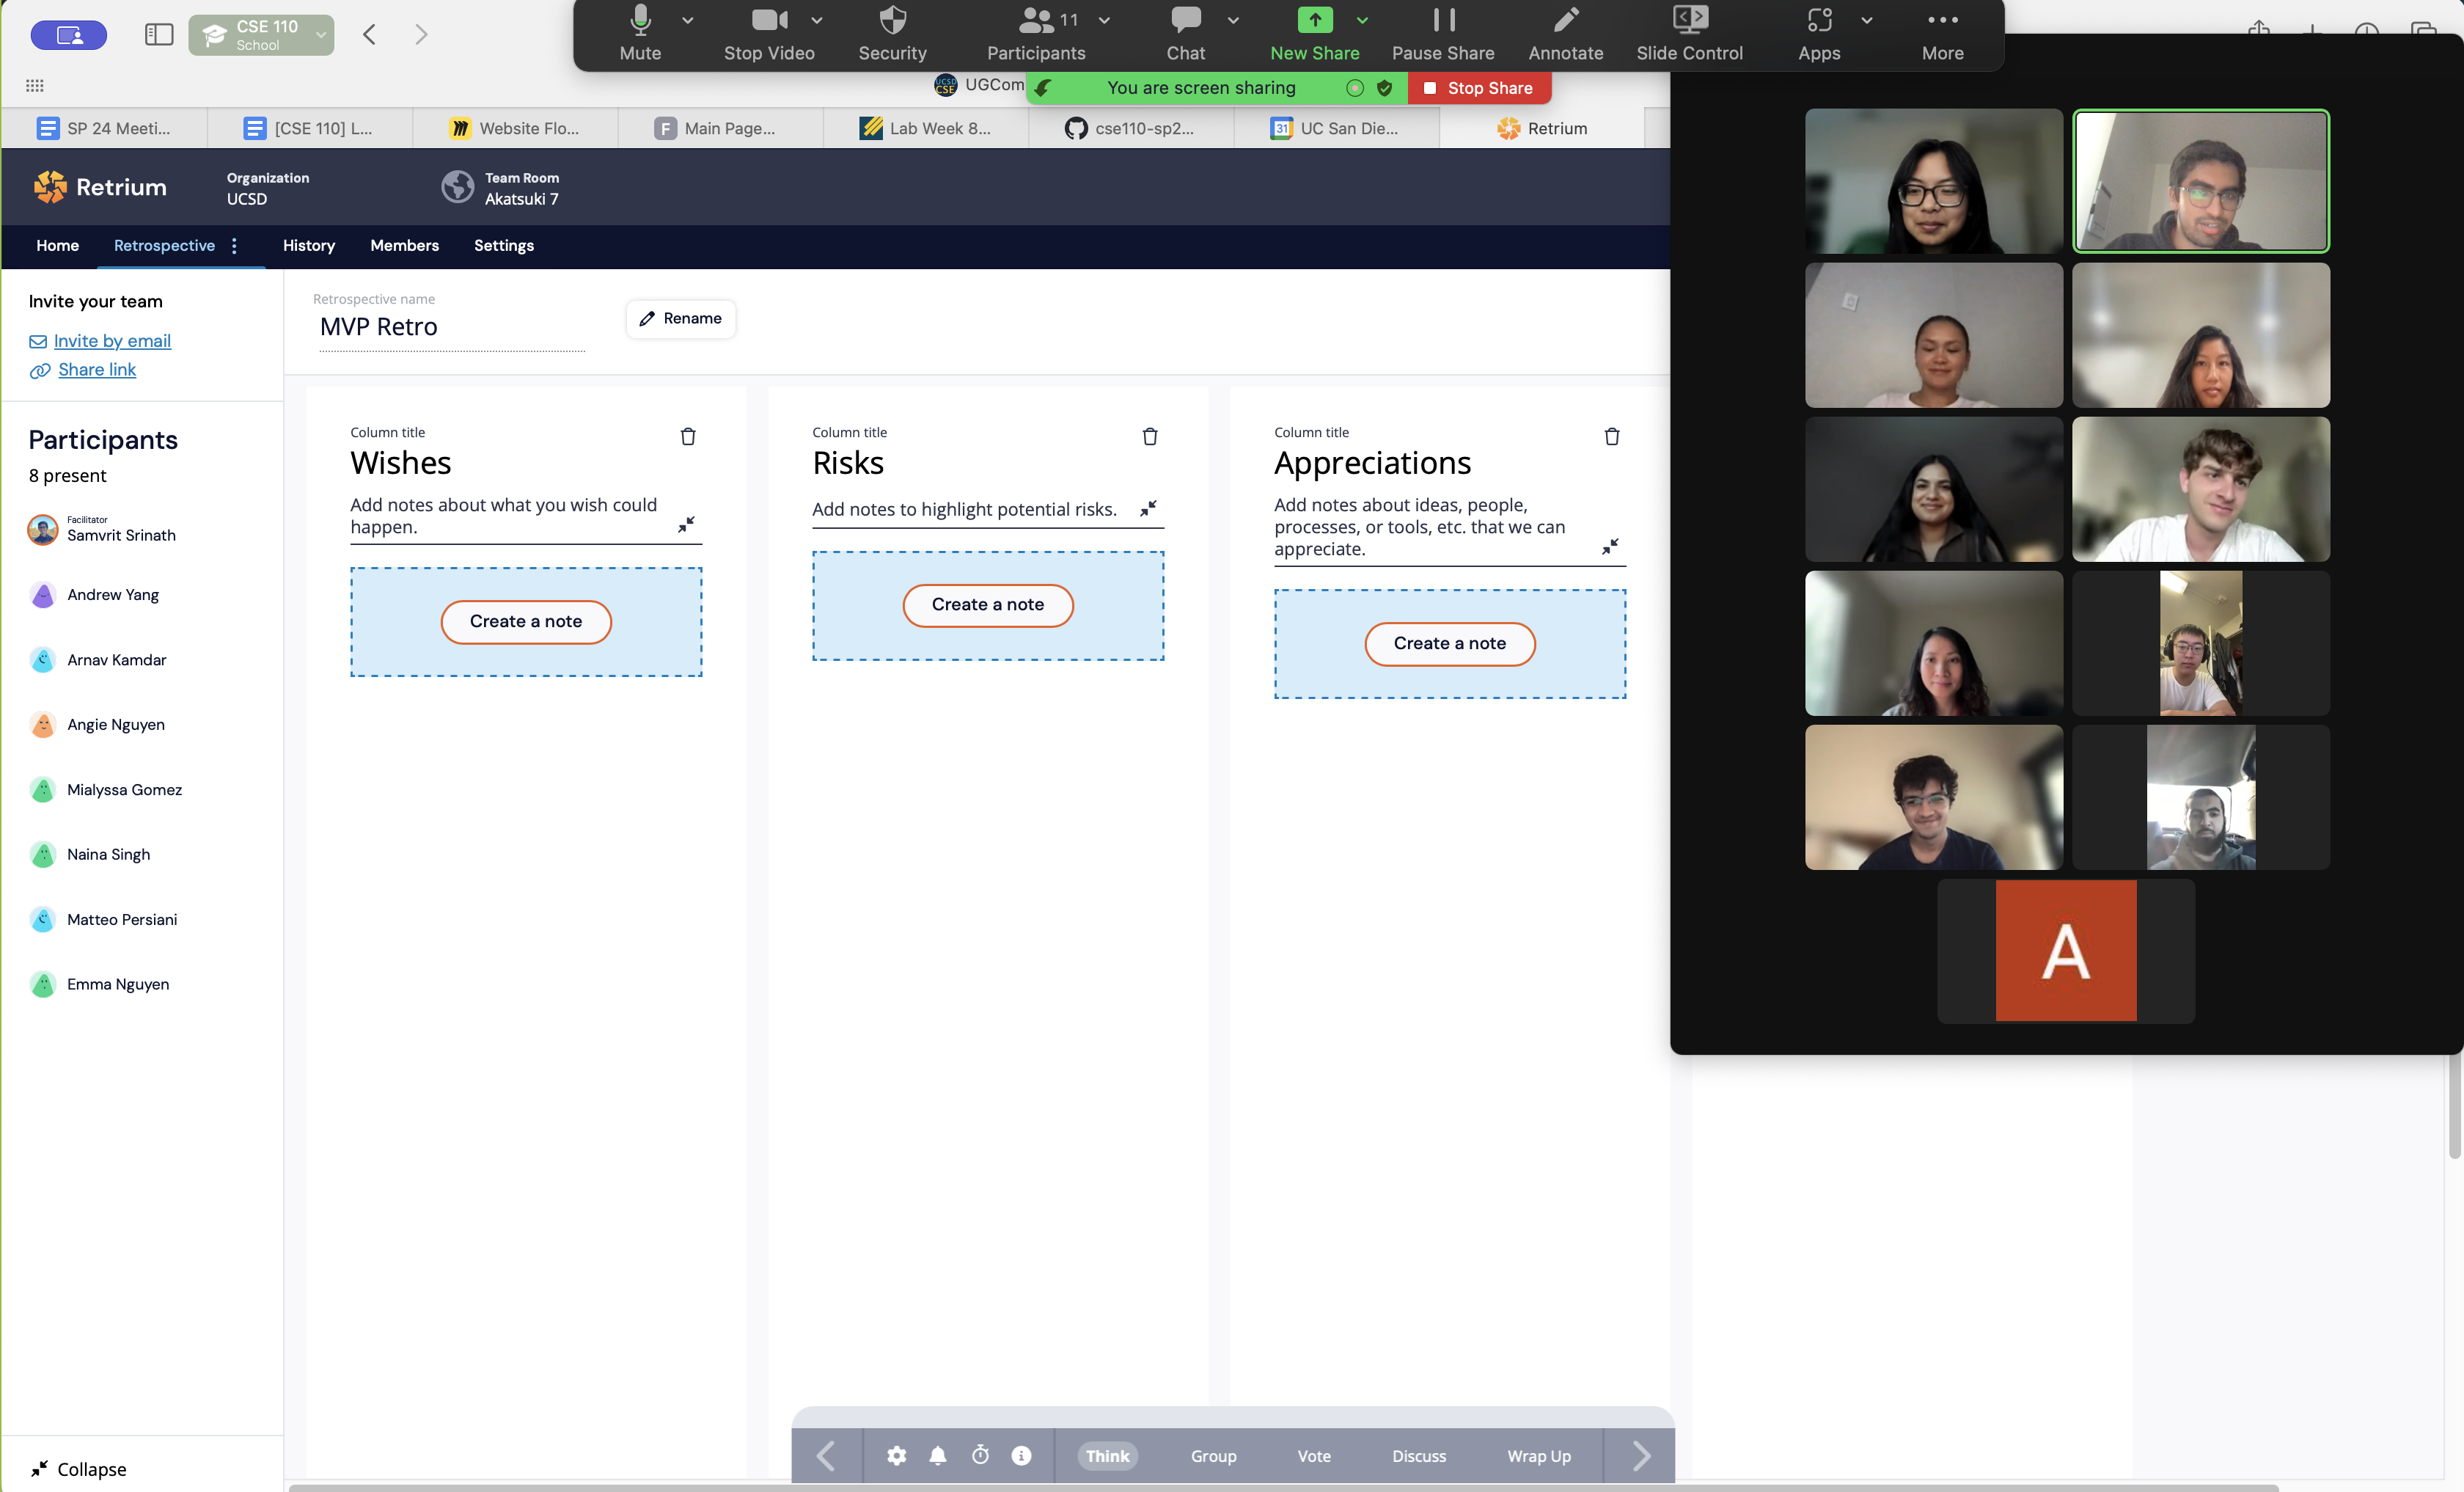 CSE 110
School
Mute
Stop Video
Security
11
Participants
Chat
New Share
Pause Share
Annotate
Slide Control
Apps
More
UCSD
CSE
UGCom
You are screen sharing
Stop Share
SP 24 Meeti...
[CSE 110] L...
Website Flo...
F
Main Page...
Lab Week 8...
cse110-sp2...
31
UC San Die...
Retrium
Retrium
Organization
UCSD
Team Room
Akatsuki 7
Home
Retrospective
History
Members
Settings
Invite your team
Invite by email
Share link
Participants
8 present
Facilitator
Samvrit Srinath
Andrew Yang
Arnav Kamdar
Angie Nguyen
Mialyssa Gomez
Naina Singh
Matteo Persiani
Emma Nguyen
Collapse
Retrospective name
MVP Retro
Rename
Column title
Wishes
Add notes about what you wish could
happen.
Create a note
Column title
Risks
Add notes to highlight potential risks.
Create a note
Column title
Appreciations
Add notes about ideas, people,
processes, or tools, etc. that we can
appreciate.
Create a note
A
Think
Group
Vote
Discuss
Wrap Up